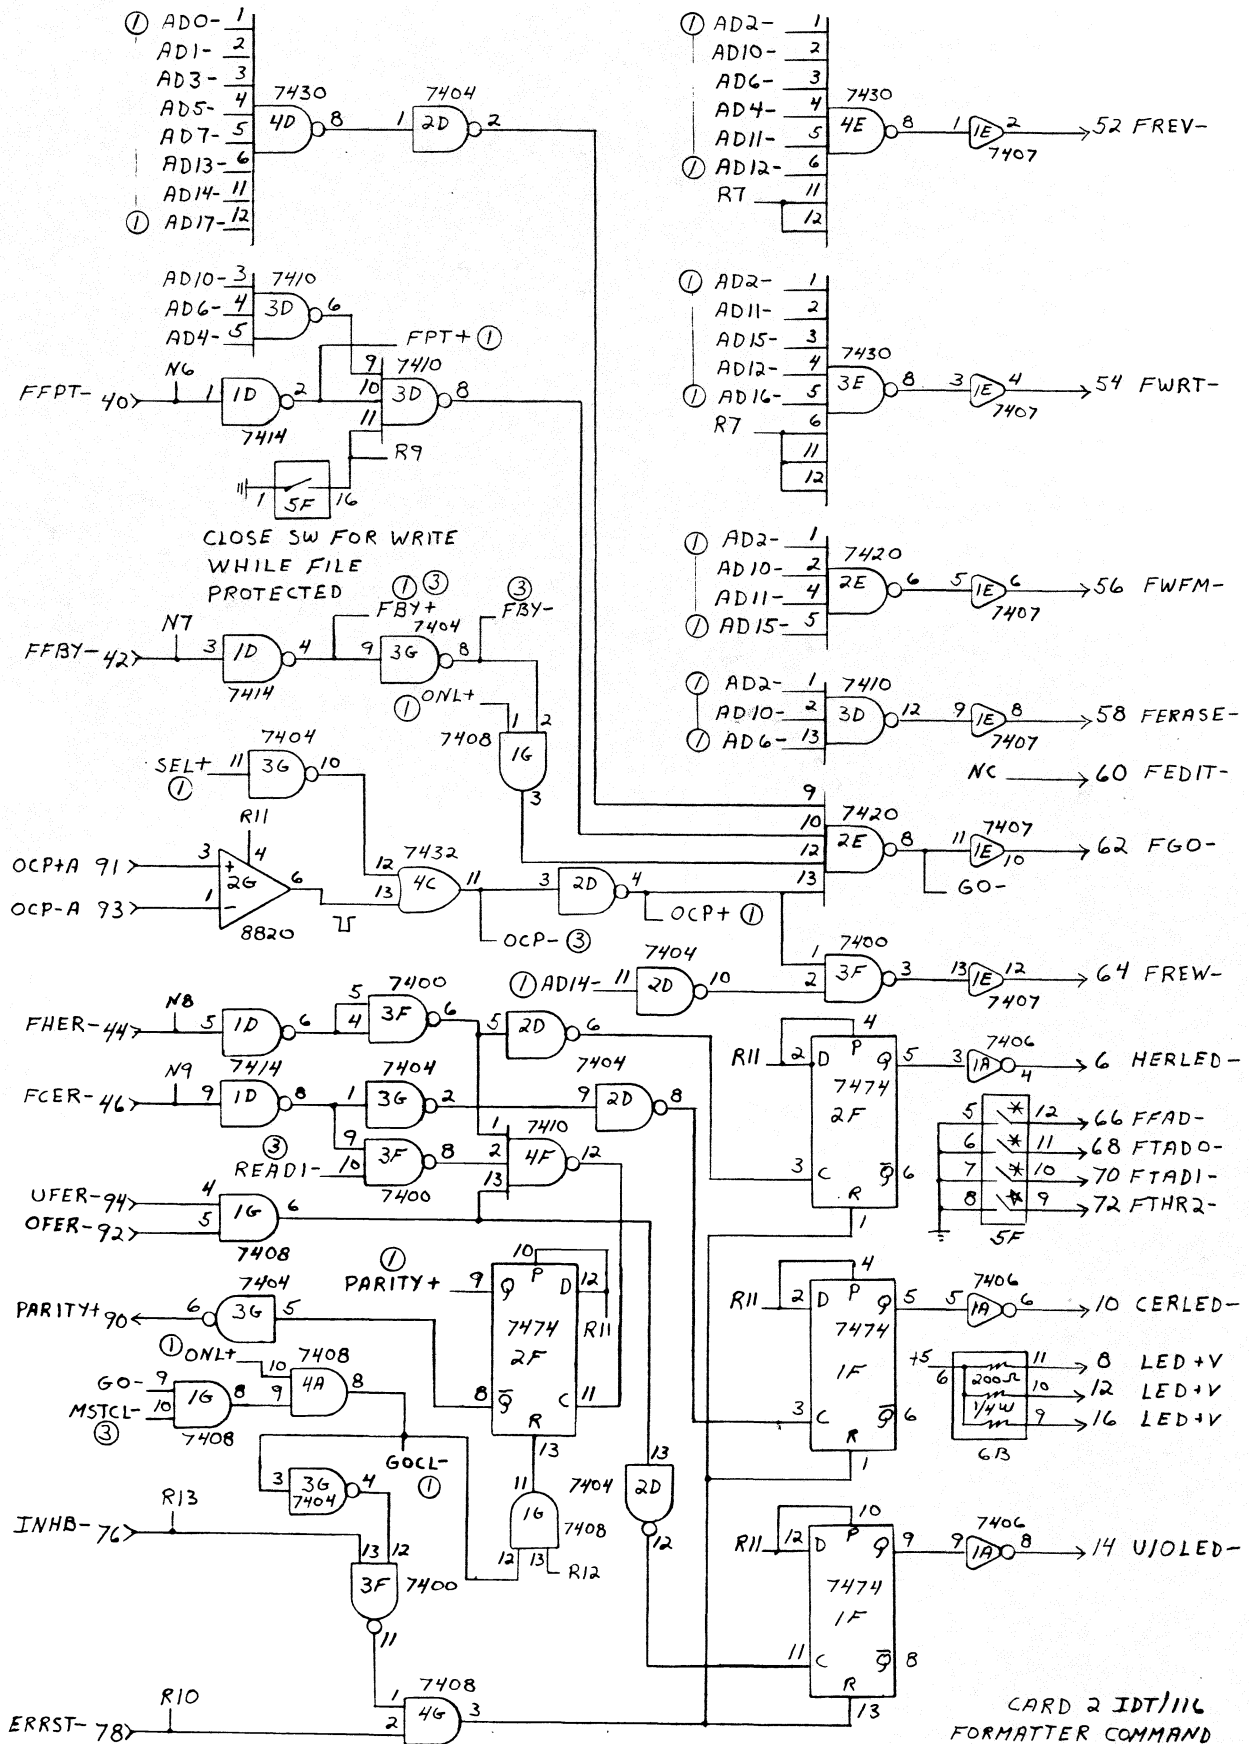 ① AD0- 1
AD1- 2
AD3- 3
AD5- 4
AD7- 5
AD13- 6
AD14- 11
① AD17- 12
7430
4D
8
1
7404
2D
2
① AD2- 1
AD10- 2
AD6- 3
AD4- 4
AD11- 5
① AD12- 6
R7 11
12
7430
4E
8
1
1E
2
7407
52 FREV-
AD10- 3
AD6- 4
AD4- 5
7410
3D
6
FPT+ ①
FFPT- 40
N6
1
1D
2
7414
9
10
11
7410
3D
8
R9
1
5F
16
CLOSE SW FOR WRITE
WHILE FILE
PROTECTED
① AD2- 1
AD11- 2
AD15- 3
AD12- 4
① AD16- 5
R7 6
11
12
7430
3E
8
3
1E
4
7407
54 FWRT-
① AD2- 1
AD10- 2
AD11- 4
① AD15- 5
7420
2E
6
5
1E
6
7407
56 FWFM-
① ③
FBY+
③
FBY-
FFBY- 42
N7
3
1D
4
7414
9
7404
3G
8
① ONL+
1
2
7408
1G
3
① AD2- 1
AD10- 2
① AD6- 13
7410
3D
12
9
1E
8
7407
58 FERASE-
NC
60 FEDIT-
SEL+ 11
①
7404
3G
10
R11
OCP+A 91
OCP-A 93
3
1
+
-
4
2G
6
8820
12
13
7432
4C
11
3
2D
4
OCP+ ①
OCP- ③
9
10
12
13
7420
2E
8
11
7407
1E
10
62 FGO-
GO-
① AD14- 11
7404
2D
10
1
2
7400
3F
3
13
1E
12
7407
64 FREW-
FHER- 44
N8
5
1D
6
7414
5
4
7400
3F
6
5
2D
6
7404
FCER- 46
N9
9
1D
8
1
7404
3G
2
9
2D
8
③
READ1- 10
9
3F
8
7400
1
2
13
7410
4F
12
UFER- 94
OFER- 92
4
5
1G
6
7408
R11
2
D
4
P
Q
5
7474
2F
3
C
Q̅
6
R
1
3
7406
1A
4
6 HERLED-
5
*
12
66 FFAD-
6
*
11
68 FTAD0-
7
*
10
70 FTAD1-
8
*
9
72 FTHR2-
5F
①
PARITY+
9
Q
10
P
D
12
R11
7474
2F
8
Q̅
C
11
R
13
PARITY+ 90
6
7404
3G
5
① ONL+
10
9
7408
4A
8
GO- 9
MSTCL- 10
③
1G
8
7408
GOCL-
①
3
3G
7404
4
R11
2
D
4
P
Q
5
7474
1F
3
C
Q̅
6
R
1
5
7406
1A
6
10 CERLED-
+5
6
200Ω
1/4W
11
8 LED+V
10
12 LED+V
9
16 LED+V
6B
INHB- 76
R13
13
12
3F
7400
11
11
1G
7408
12
13
R12
13
7404
2D
12
R11
12
D
10
P
Q
9
7474
1F
11
C
Q̅
8
R
13
9
7406
1A
8
14 U/OLED-
ERRST- 78
R10
1
2
7408
4G
3
CARD 2 IDT/116
FORMATTER COMMAND